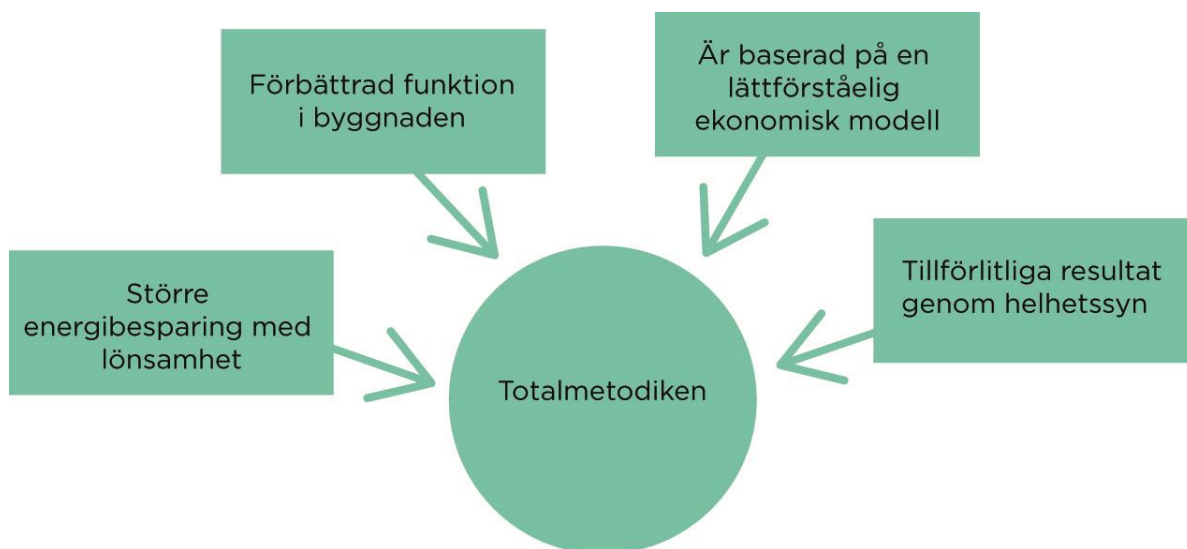 Förbättrad funktion
i byggnaden
Är baserad på en
lättförståelig
ekonomisk modell
Större
energibesparing med
lönsamhet
Tillförlitliga resultat
genom helhetssyn
Totalmetodiken